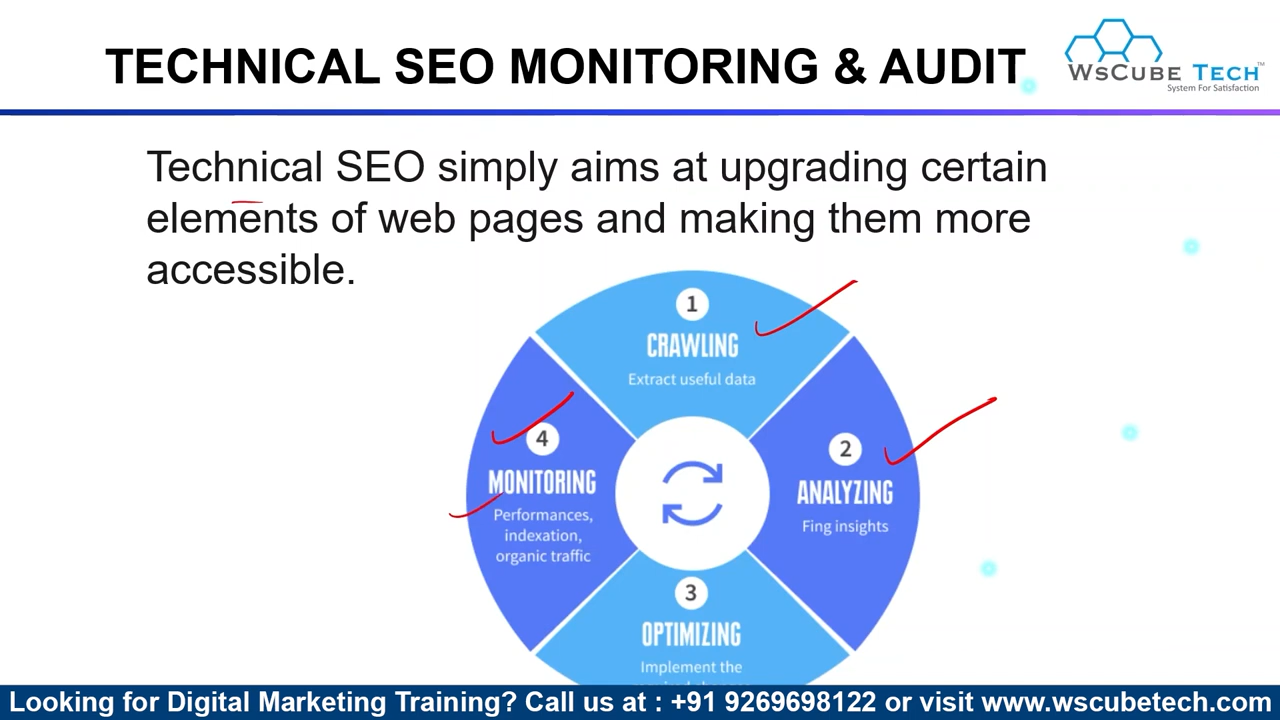 TECHNICAL SEO MONITORING & AUDIT
WSCUBE TECH™
System For Satisfaction
Technical SEO simply aims at upgrading certain
elements of web pages and making them more
accessible.
1
CRAWLING
Extract useful data
2
ANALYZING
Fing insights
3
OPTIMIZING
Implement the
4
MONITORING
Performances,
indexation,
organic traffic
Looking for Digital Marketing Training? Call us at : +91 9269698122 or visit www.wscubetech.com